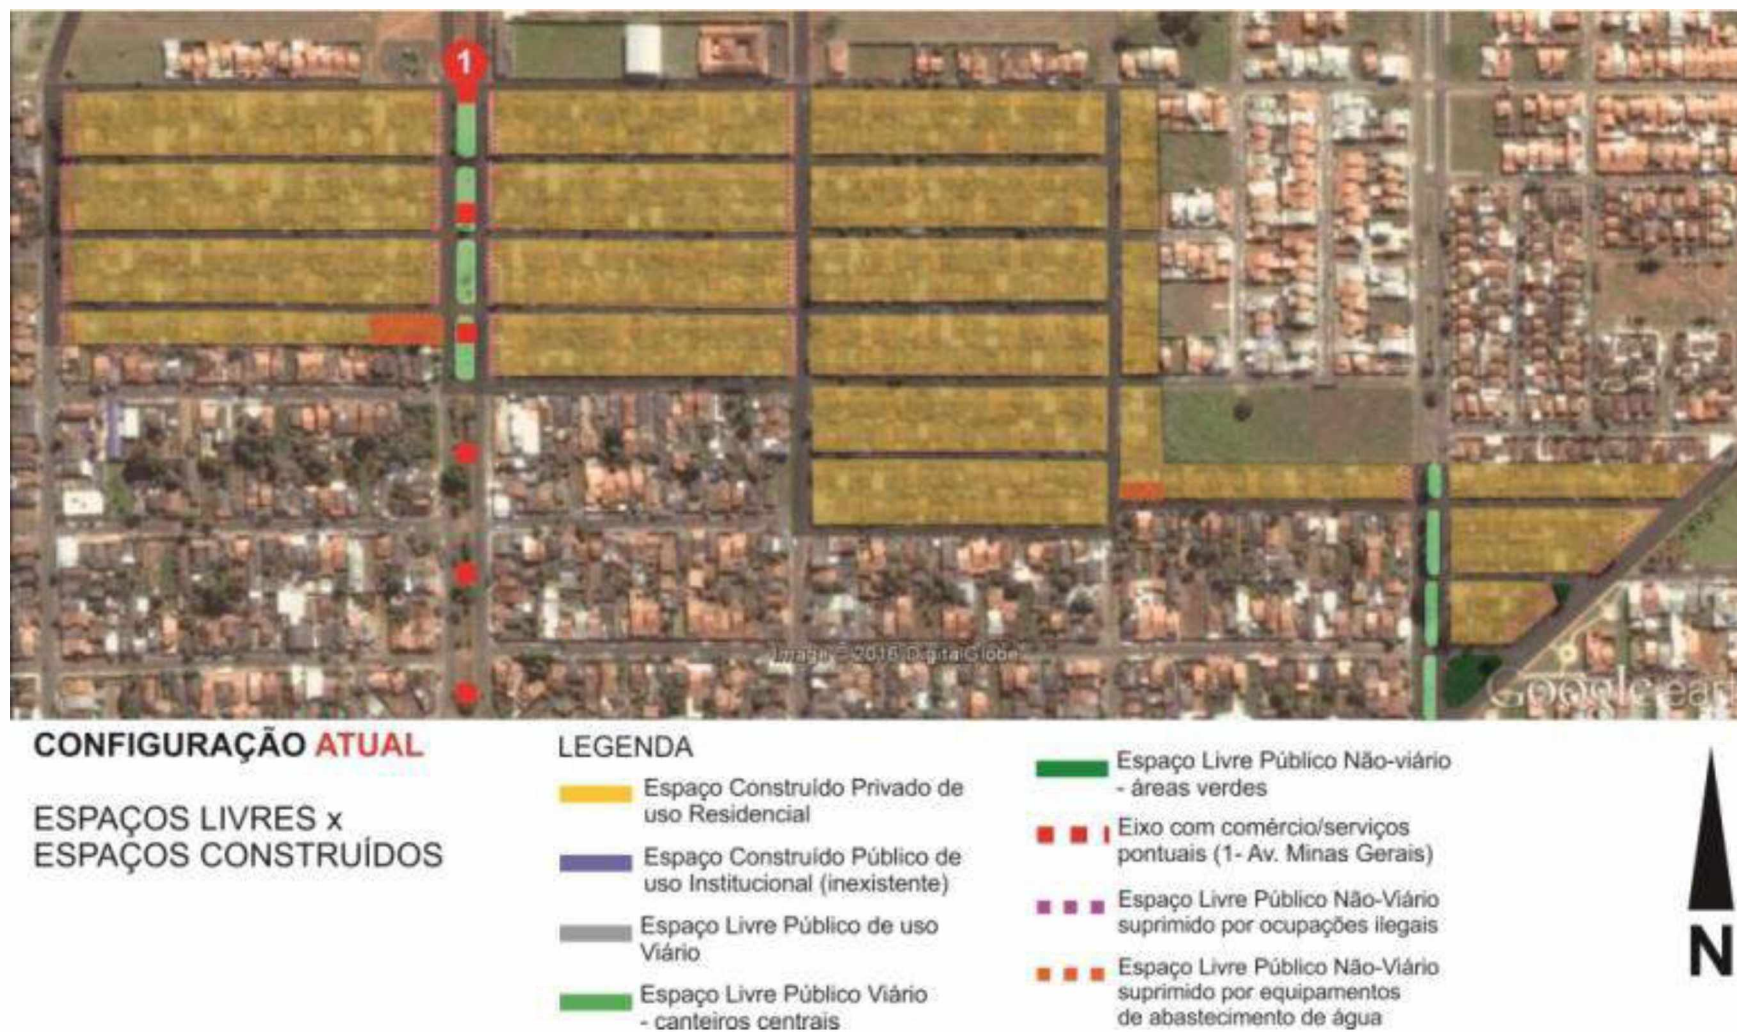 1
Image © 2016 DigitalGlobe
Google eart
CONFIGURAÇÃO ATUAL
ESPAÇOS LIVRES x
ESPAÇOS CONSTRUÍDOS
LEGENDA
Espaço Construído Privado de
uso Residencial
Espaço Construído Público de
uso Institucional (inexistente)
Espaço Livre Público de uso
Viário
Espaço Livre Público Viário
- canteiros centrais
Espaço Livre Público Não-viário
- áreas verdes
Eixo com comércio/serviços
pontuais (1- Av. Minas Gerais)
Espaço Livre Público Não-Viário
suprimido por ocupações ilegais
Espaço Livre Público Não-Viário
suprimido por equipamentos
de abastecimento de água
N